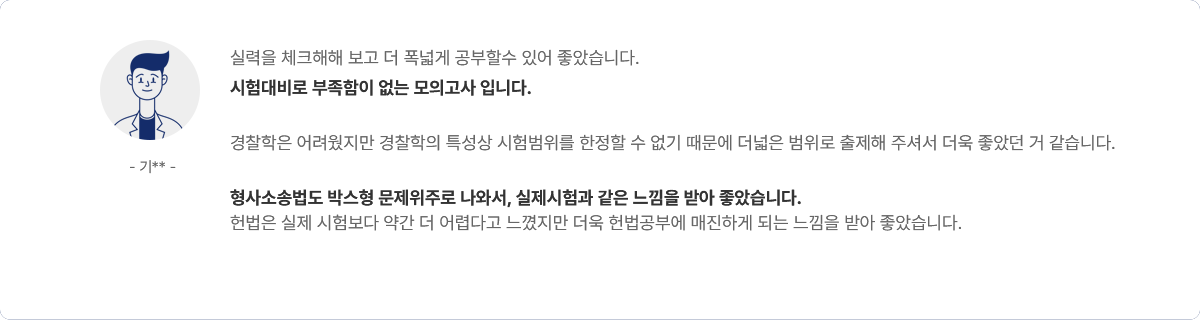 실력을 체크해해 보고 더 폭넓게 공부할수 있어 좋았습니다.
시험대비로 부족함이 없는 모의고사 입니다.
경찰학은 어려웠지만 경찰학의 특성상 시험범위를 한정할 수 없기 때문에 더넓은 범위로 출제해 주셔서 더욱 좋았던 거 같습니다.
- 기** -
형사소송법도 박스형 문제위주로 나와서, 실제시험과 같은 느낌을 받아 좋았습니다.
헌법은 실제 시험보다 약간 더 어렵다고 느꼈지만 더욱 헌법공부에 매진하게 되는 느낌을 받아 좋았습니다.